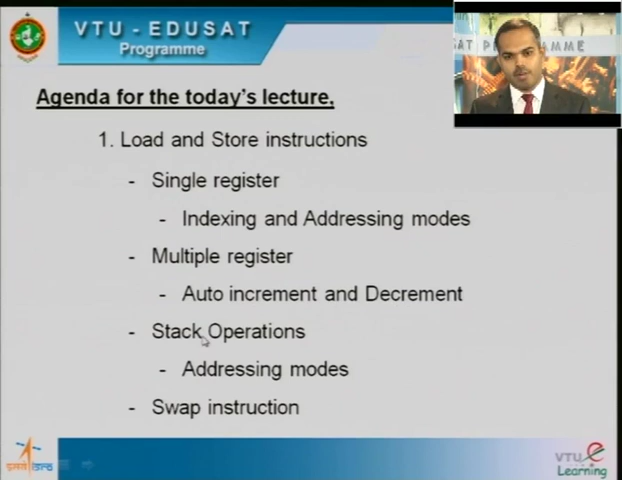 VTU - EDUSAT
Programme
Agenda for the today's lecture,
1. Load and Store instructions
- Single register
- Indexing and Addressing modes
- Multiple register
- Auto increment and Decrement
- Stack Operations
- Addressing modes
- Swap instruction
VTU e
Learning